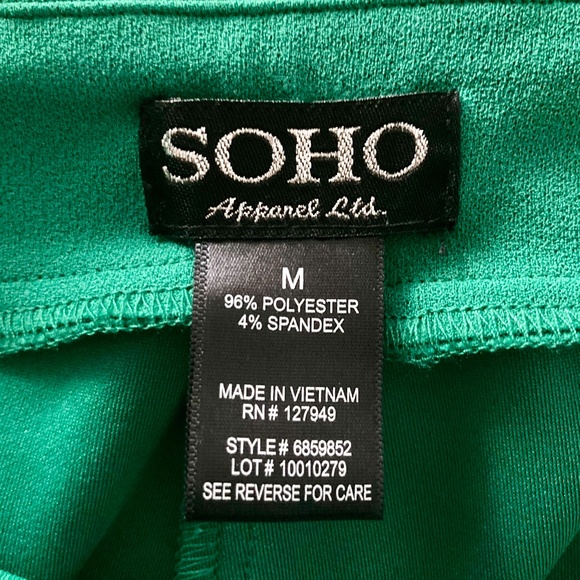 SOHO
Apparel Ltd.
M
96% POLYESTER
4% SPANDEX
MADE IN VIETNAM
RN# 127949
STYLE# 6859852
LOT# 10010279
SEE REVERSE FOR CARE